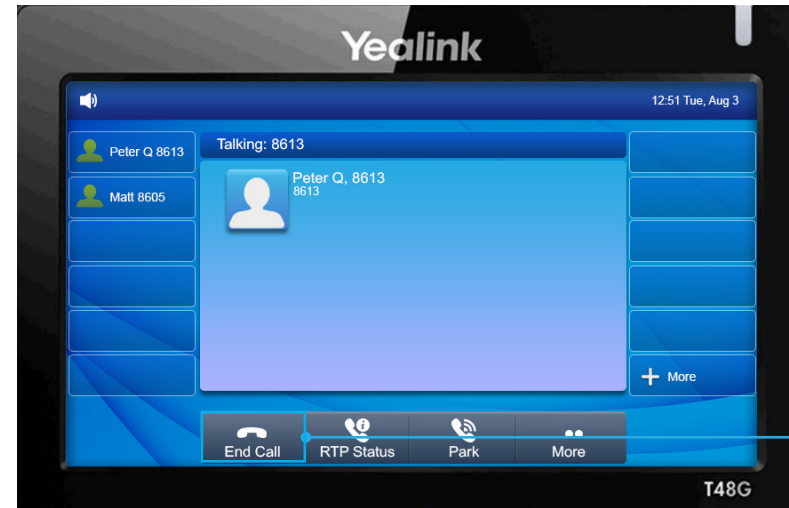 Yealink
12:51 Tue, Aug 3
Peter Q 8613
Matt 8605
Talking: 8613
Peter Q, 8613
8613
More
End Call
RTP Status
Park
More
T48G